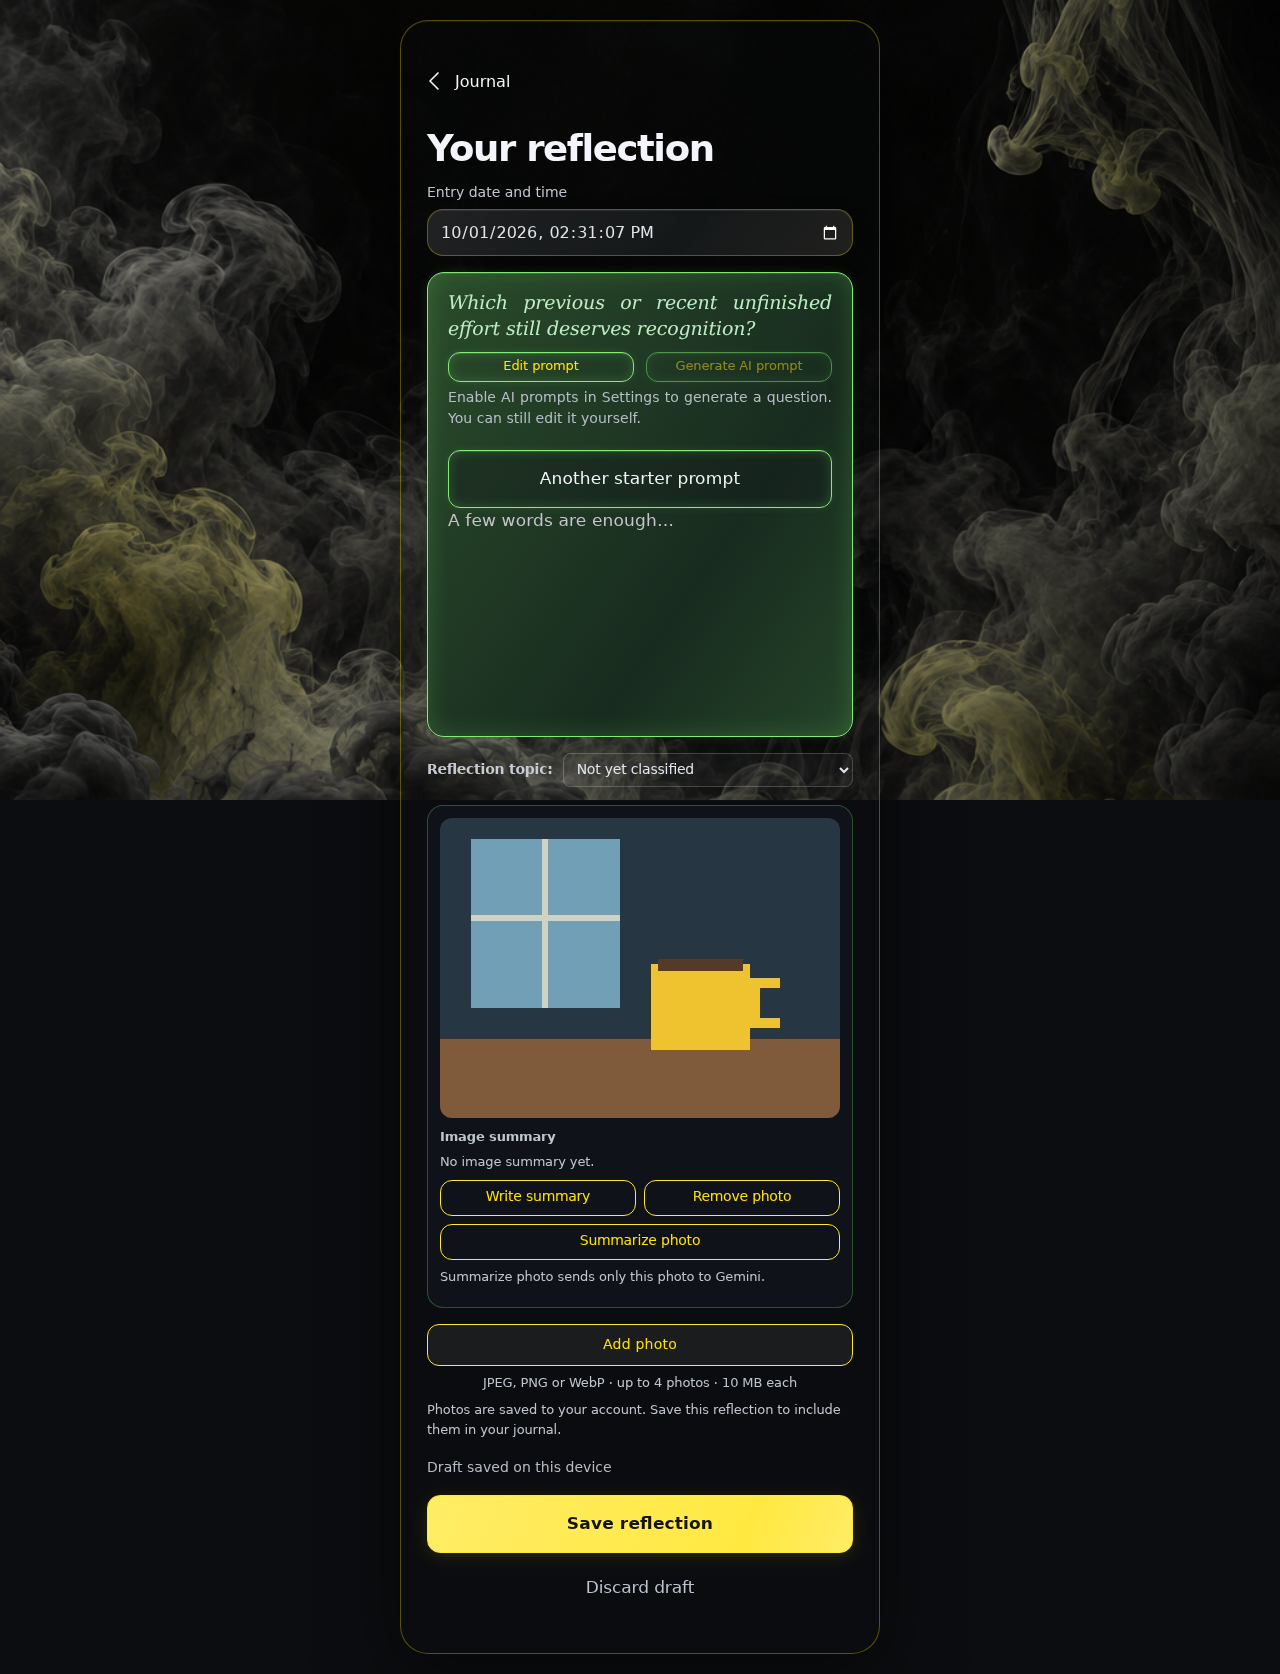 Journal
Your reflection
Entry date and time
10/01/2026, 02:31:07 PM
Which previous or recent unfinished
effort still deserves recognition?
Edit prompt
Generate AI prompt
Enable AI prompts in Settings to generate a question.
You can still edit it yourself.
Another starter prompt
A few words are enough...
Reflection topic:
Not yet classified
Image summary
No image summary yet.
Write summary
Remove photo
Summarize photo
Summarize photo sends only this photo to Gemini.
Add photo
JPEG, PNG or WebP · up to 4 photos · 10 MB each
Photos are saved to your account. Save this reflection to include
them in your journal.
Draft saved on this device
Save reflection
Discard draft